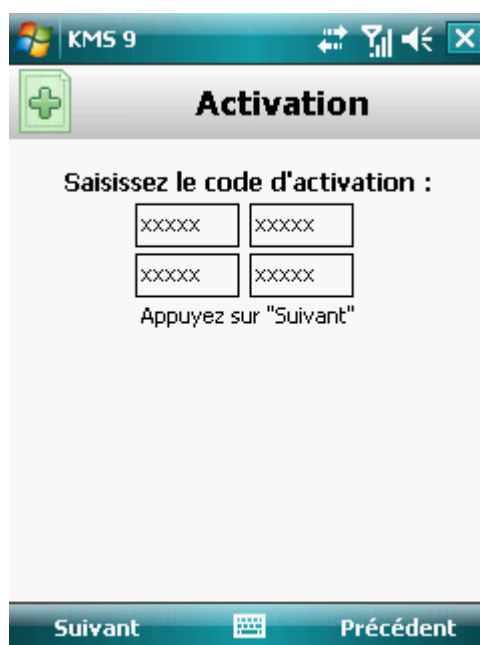 KMS 9
Activation
Saisissez le code d'activation :
xxxxx xxxxx
xxxxx xxxxx
Appuyez sur "Suivant"
Suivant Précédent